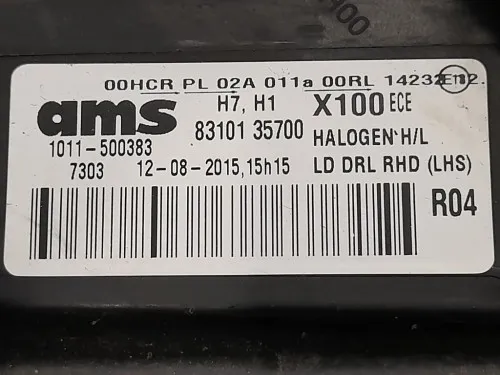 00HCR PL 02A 011a 00RL 14232
ams H7, H1 X100 ECE
83101 35700 HALOGEN H/L
1011-500383
7303 12-08-2015,15h15 LD DRL RHD (LHS)
R04